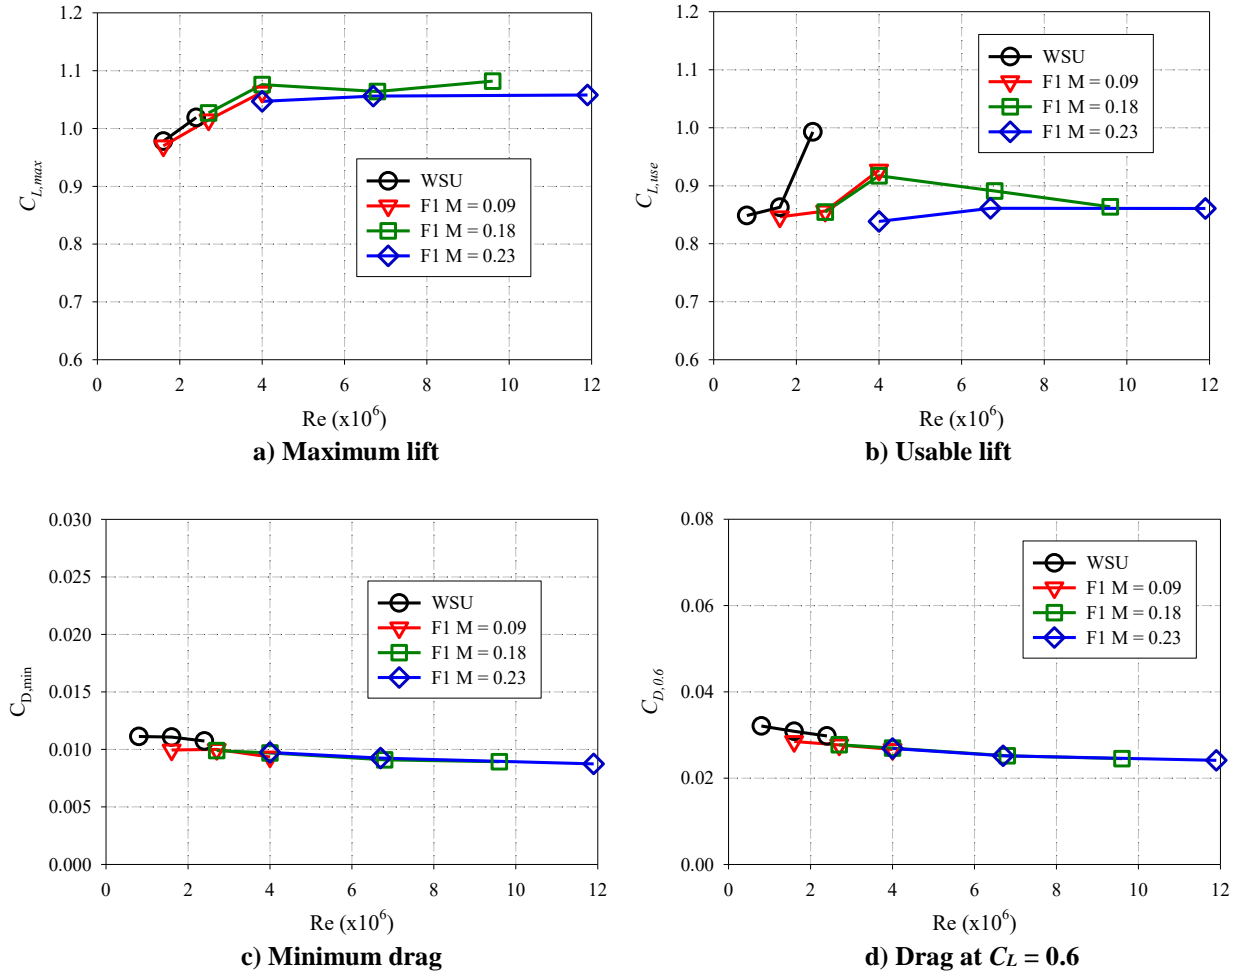 1.2
1.1
1.0
0.9
0.8
0.7
0.6
C_L,max
WSU
F1 M = 0.09
F1 M = 0.18
F1 M = 0.23
0 2 4 6 8 10 12
Re (x10^6)
a) Maximum lift
1.2
1.0
0.9
0.8
0.7
0.6
C_L,use
WSU
F1 M = 0.09
F1 M = 0.18
F1 M = 0.23
0 2 4 6 8 10 12
Re (x10^6)
b) Usable lift
0.030
0.025
0.020
0.015
0.010
0.005
0.000
C_D,min
WSU
F1 M = 0.09
F1 M = 0.18
F1 M = 0.23
0 2 4 6 8 10 12
Re (x10^6)
c) Minimum drag
0.08
0.06
0.04
0.02
0.00
C_D,0.6
WSU
F1 M = 0.09
F1 M = 0.18
F1 M = 0.23
0 2 4 6 8 10 12
Re (x10^6)
d) Drag at C_L = 0.6